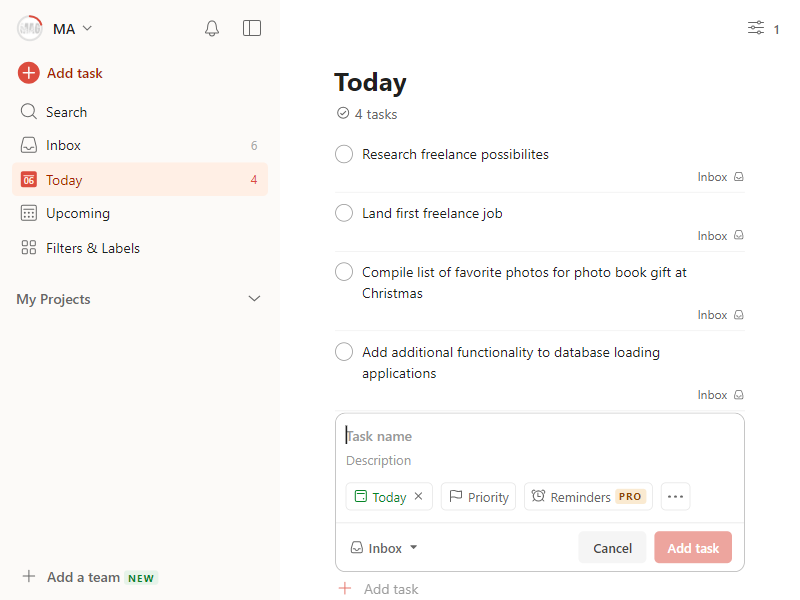 MA
1
Add task
Search
Inbox 6
06 Today 4
Upcoming
Filters & Labels
My Projects
Add a team NEW
Today
4 tasks
Research freelance possibilites
Inbox
Land first freelance job
Inbox
Compile list of favorite photos for photo book gift at
Christmas
Inbox
Add additional functionality to database loading
applications
Inbox
Task name
Description
Today Priority Reminders PRO
Inbox Cancel Add task
Add task